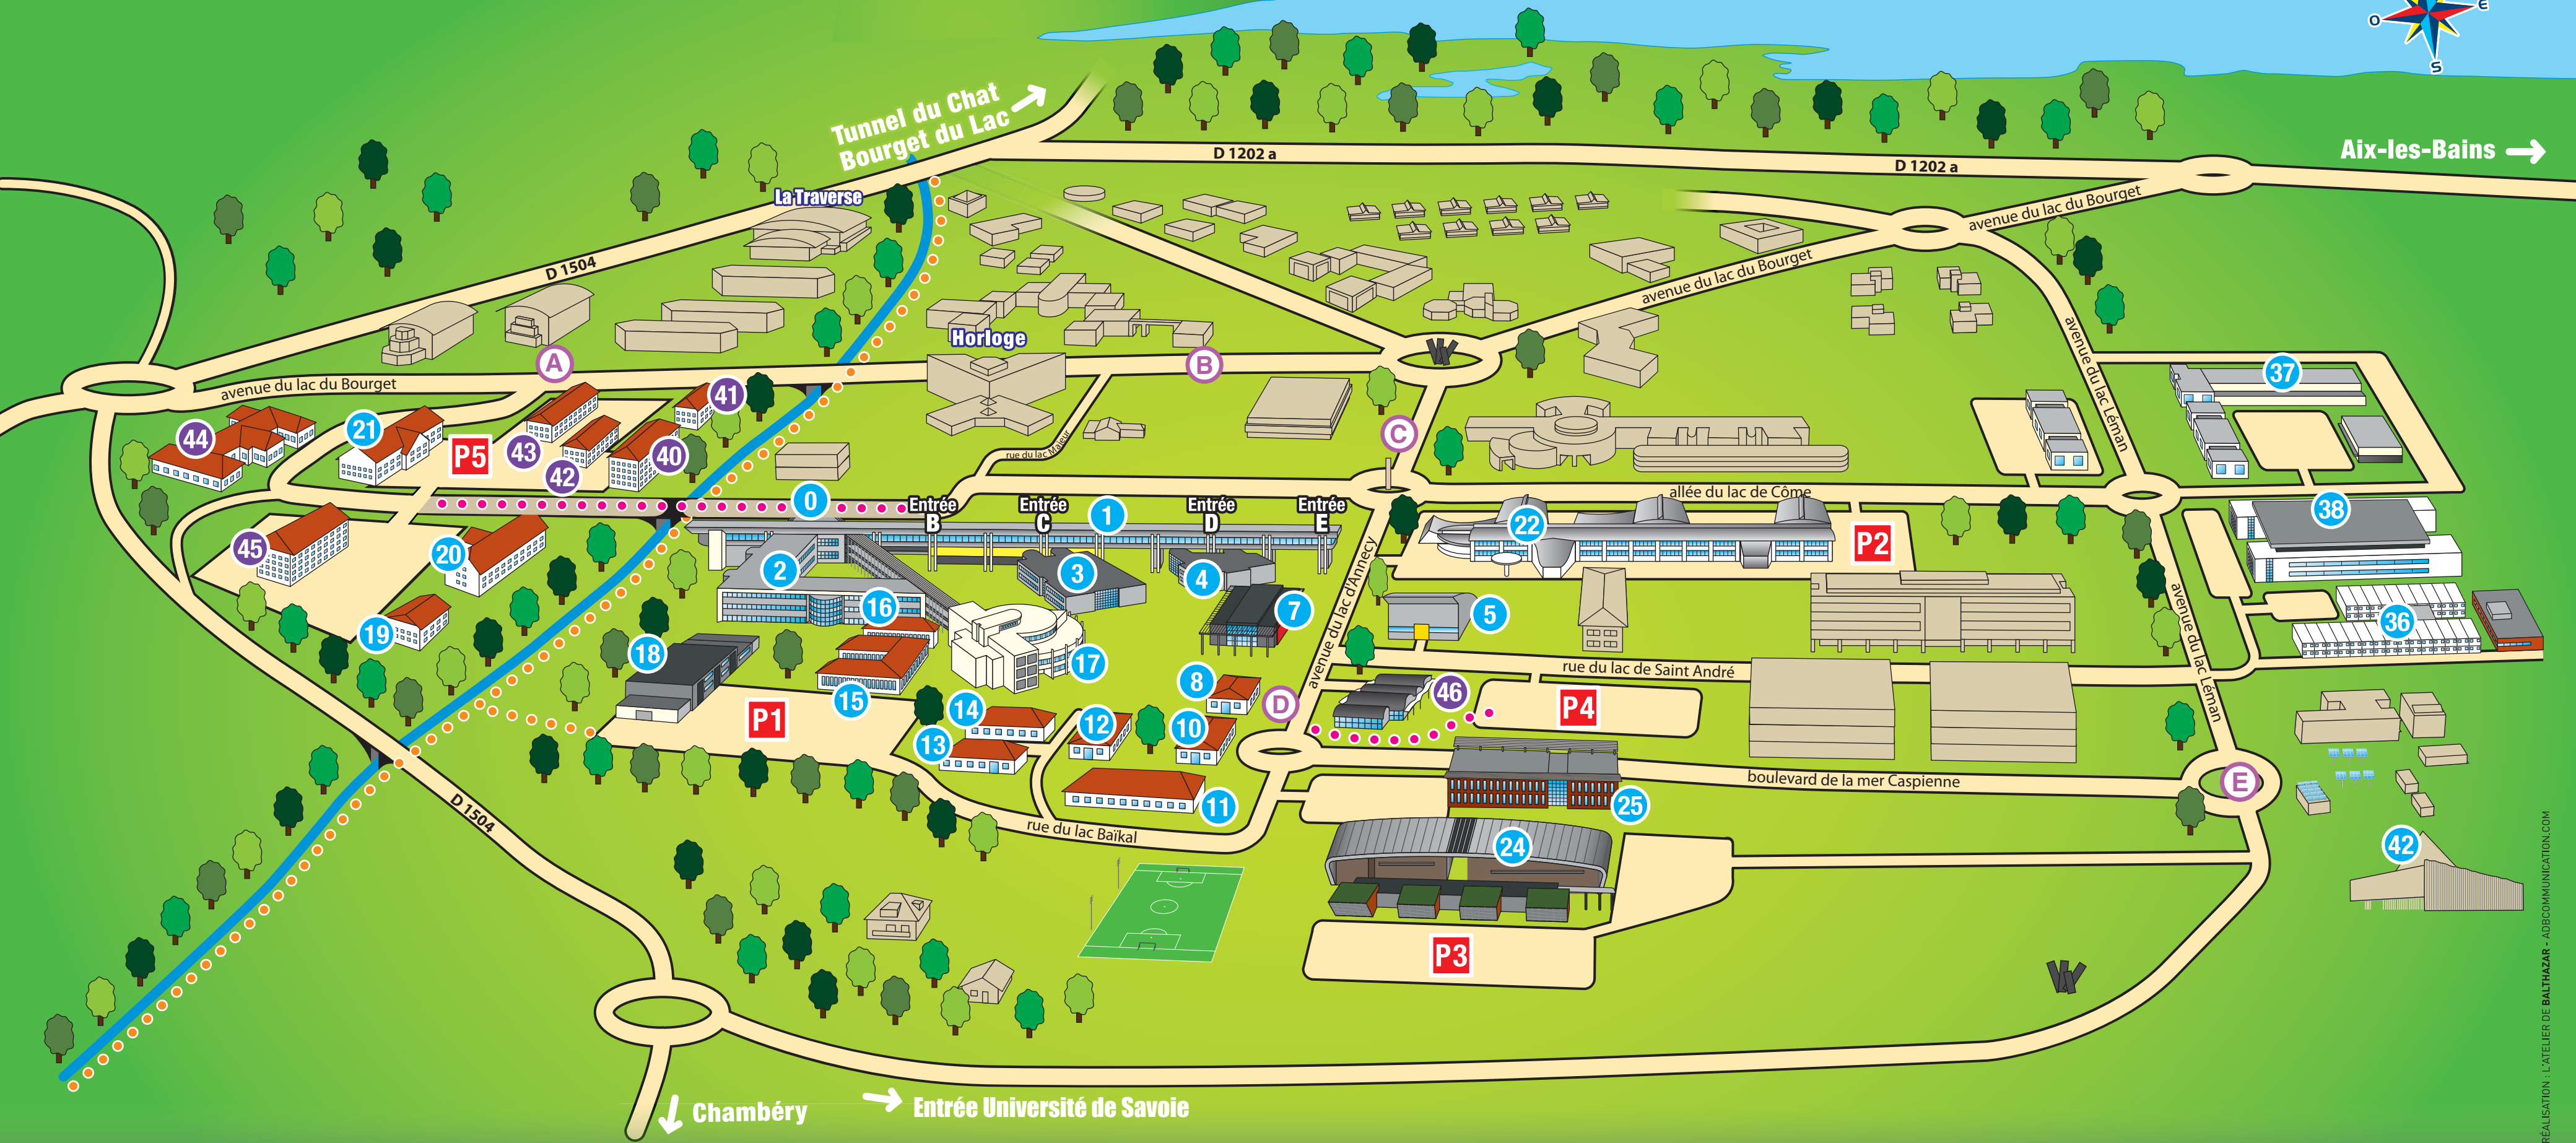 E
O
S
Tunnel du Chat
Bourget du Lac
D 1202 a
D 1202 a
Aix-les-Bains
La Traverse
avenue du lac du Bourget
D 1504
avenue du lac du Bourget
Horloge
avenue du lac Léman
A
B
37
avenue du lac du Bourget
41
44
21
C
P5
43
40
42
rue du lac Majeur
0
Entrée
B
Entrée
C
1
Entrée
D
Entrée
E
allée du lac de Côme
38
22
P2
45
20
2
3
4
avenue du lac d'Annecy
16
7
5
36
19
18
17
rue du lac de Saint André
avenue du lac Léman
8
46
15
14
P1
12
10
D
P4
13
boulevard de la mer Caspienne
E
11
25
D 1504
rue du lac Baïkal
24
42
P3
Chambéry
Entrée Université de Savoie
RÉALISATION : L'ATELIER DE BALTHAZAR - ADBCOMMUNICATION.COM